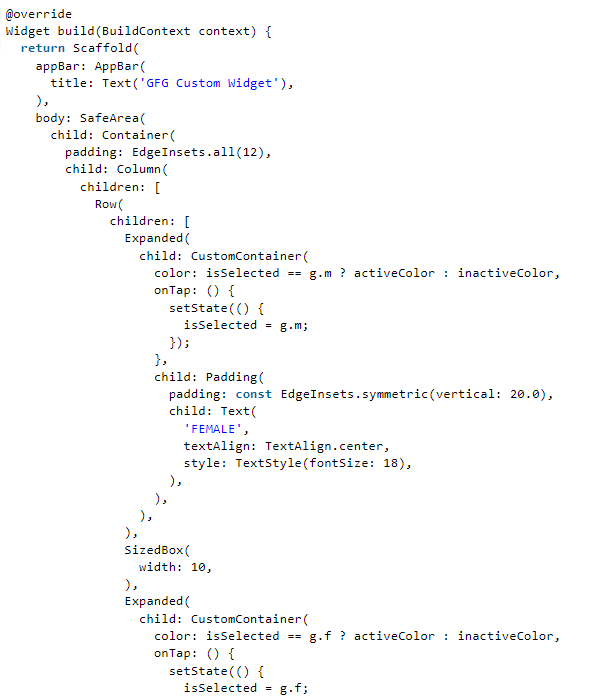 @override
Widget build(BuildContext context) {
  return Scaffold(
    appBar: AppBar(
      title: Text('GFG Custom Widget'),
    ),
    body: SafeArea(
      child: Container(
        padding: EdgeInsets.all(12),
        child: Column(
          children: [
            Row(
              children: [
                Expanded(
                  child: CustomContainer(
                    color: isSelected == g.m ? activeColor : inactiveColor,
                    onTap: () {
                      setState(() {
                        isSelected = g.m;
                      });
                    },
                    child: Padding(
                      padding: const EdgeInsets.symmetric(vertical: 20.0),
                      child: Text(
                        'FEMALE',
                        textAlign: TextAlign.center,
                        style: TextStyle(fontSize: 18),
                      ),
                    ),
                  ),
                ),
                SizedBox(
                  width: 10,
                ),
                Expanded(
                  child: CustomContainer(
                    color: isSelected == g.f ? activeColor : inactiveColor,
                    onTap: () {
                      setState(() {
                        isSelected = g.f;